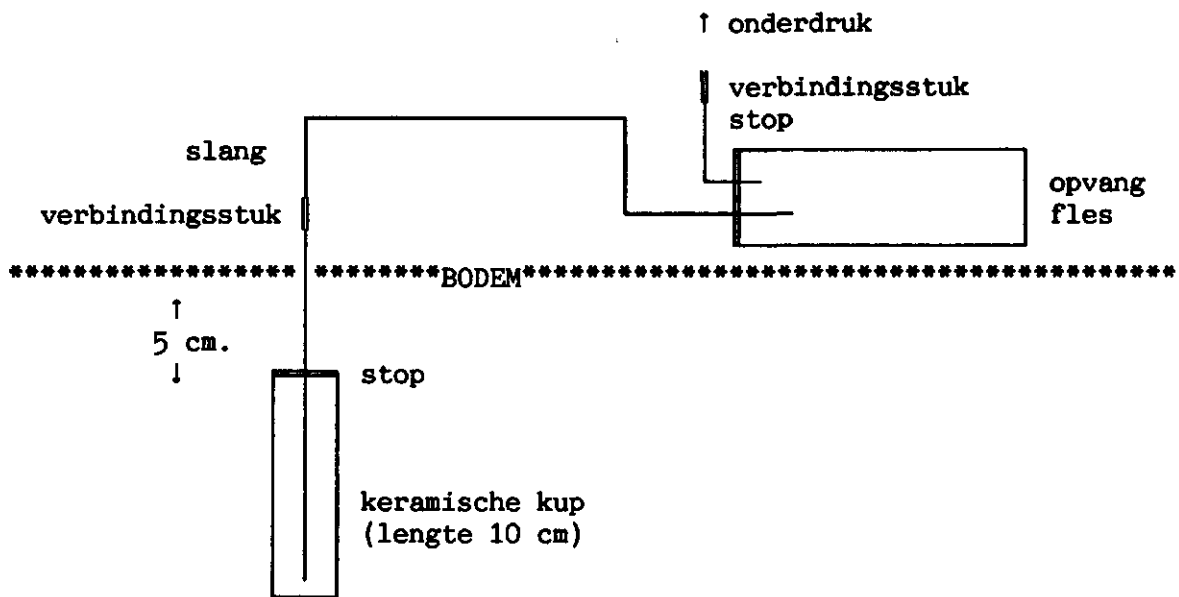 ↑ onderdruk
verbindingsstuk
stop
slang
opvang
fles
verbindingsstuk
******************* ********BODEM*****************************************
↑
5 cm.
↓
stop
keramische kup
(lengte 10 cm)